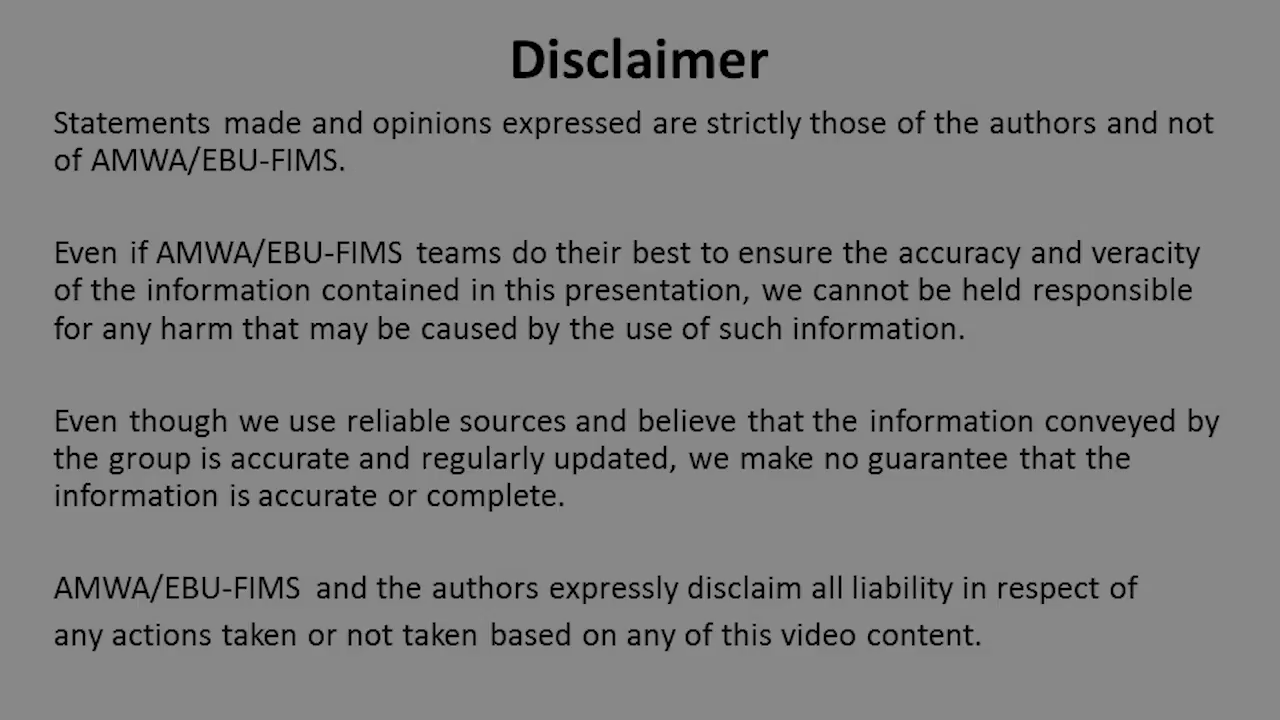 Disclaimer
Statements made and opinions expressed are strictly those of the authors and not
of AMWA/EBU-FIMS.
Even if AMWA/EBU-FIMS teams do their best to ensure the accuracy and veracity
of the information contained in this presentation, we cannot be held responsible
for any harm that may be caused by the use of such information.
Even though we use reliable sources and believe that the information conveyed by
the group is accurate and regularly updated, we make no guarantee that the
information is accurate or complete.
AMWA/EBU-FIMS and the authors expressly disclaim all liability in respect of
any actions taken or not taken based on any of this video content.